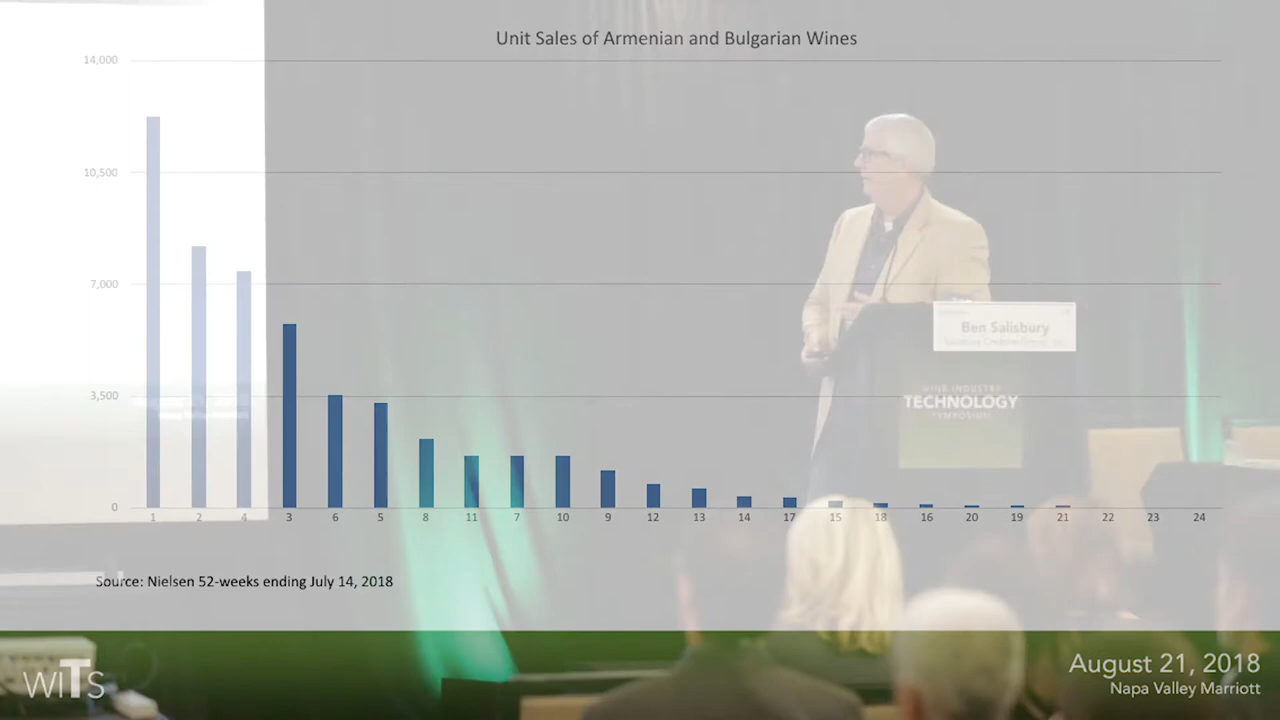 Unit Sales of Armenian and Bulgarian Wines
14,000
10,500
7,000
3,500
0
1 2 4 3 6 5 8 11 7 10 9 12 13 14 17 15 18 16 20 19 21 22 23 24
Source: Nielsen 52-weeks ending July 14, 2018
Ben Salisbury
WINE INDUSTRY
TECHNOLOGY
SYMPOSIUM
WITS
August 21, 2018
Napa Valley Marriott